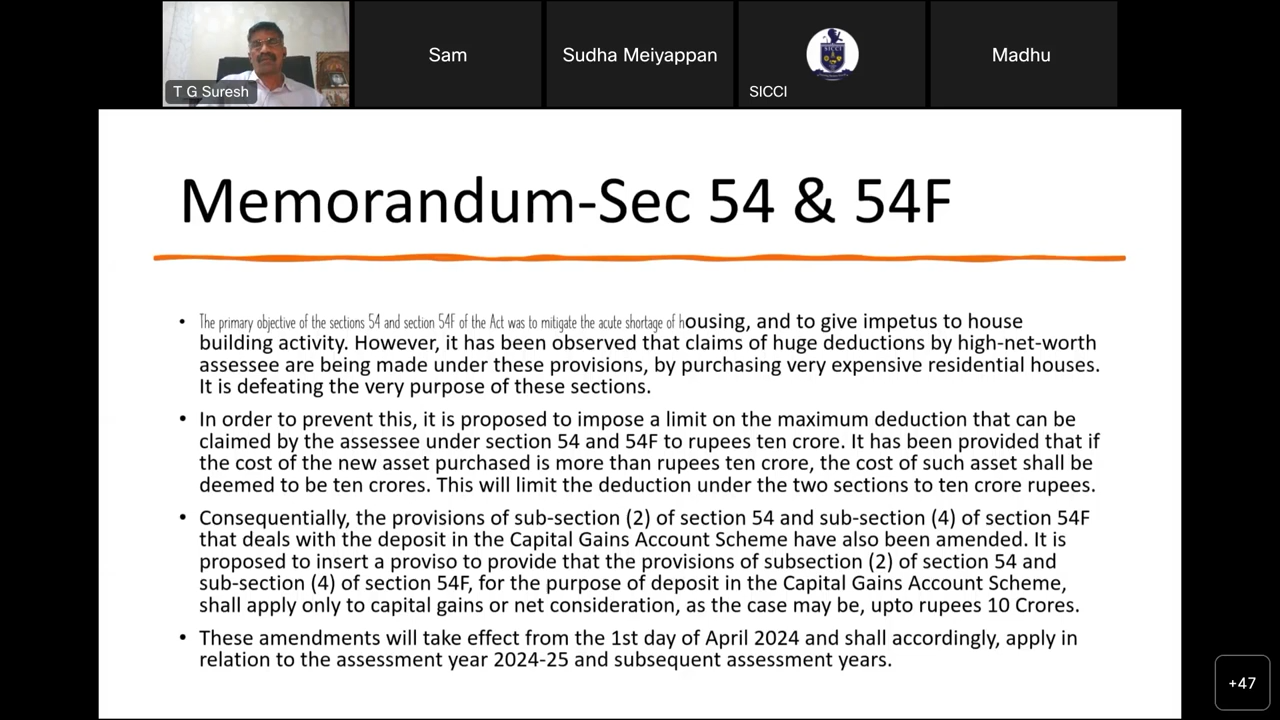 T G Suresh
Sam
Sudha Meiyappan
SICCI
SICCI
Madhu
Memorandum-Sec 54 & 54F
• The primary objective of the sections 54 and section 54F of the Act was to mitigate the acute shortage of housing, and to give impetus to house
building activity. However, it has been observed that claims of huge deductions by high-net-worth
assessee are being made under these provisions, by purchasing very expensive residential houses.
It is defeating the very purpose of these sections.
• In order to prevent this, it is proposed to impose a limit on the maximum deduction that can be
claimed by the assessee under section 54 and 54F to rupees ten crore. It has been provided that if
the cost of the new asset purchased is more than rupees ten crore, the cost of such asset shall be
deemed to be ten crores. This will limit the deduction under the two sections to ten crore rupees.
• Consequentially, the provisions of sub-section (2) of section 54 and sub-section (4) of section 54F
that deals with the deposit in the Capital Gains Account Scheme have also been amended. It is
proposed to insert a proviso to provide that the provisions of subsection (2) of section 54 and
sub-section (4) of section 54F, for the purpose of deposit in the Capital Gains Account Scheme,
shall apply only to capital gains or net consideration, as the case may be, upto rupees 10 Crores.
• These amendments will take effect from the 1st day of April 2024 and shall accordingly, apply in
relation to the assessment year 2024-25 and subsequent assessment years.
+47